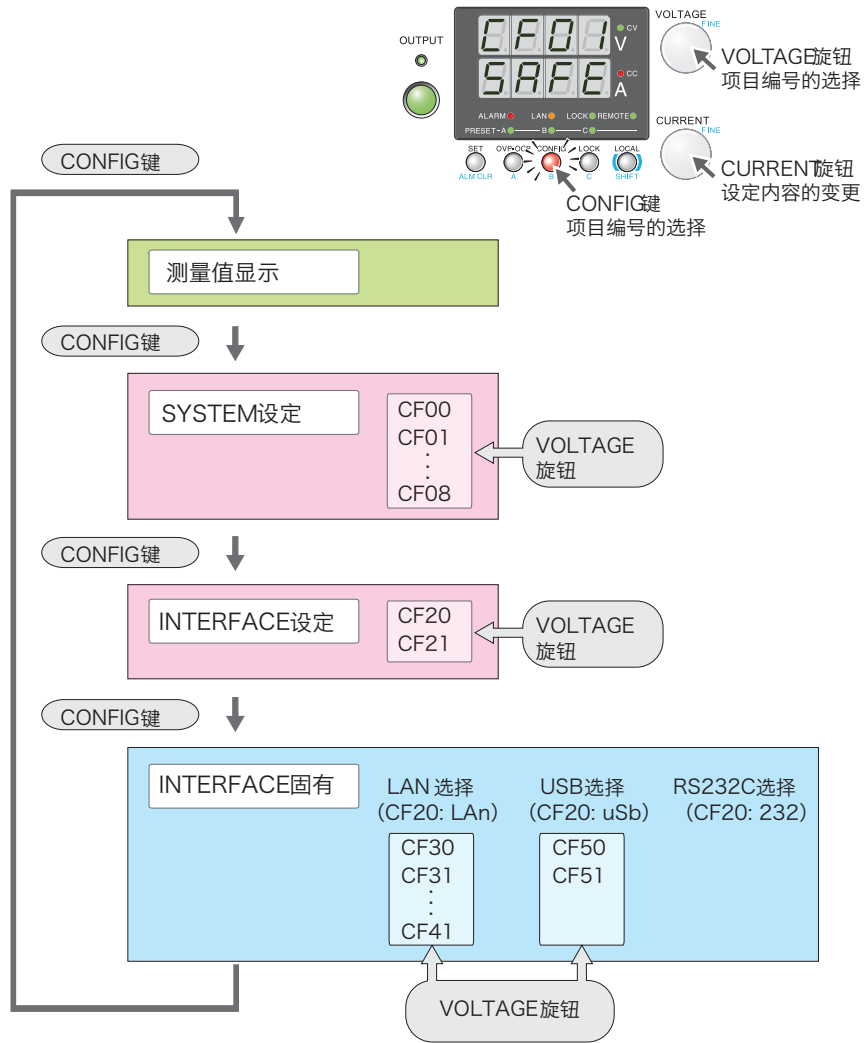 OUTPUT
CF01
CV
V
SAFE
CC
A
ALARM LAN LOCK REMOTE
PRESET-A B C
SET OVP·OCP CONFIG LOCK LOCAL
ALM CLR A B C SHIFT
VOLTAGE
FINE
VOLTAGE旋钮
项目编号的选择
CURRENT
FINE
CURRENT旋钮
设定内容的变更
CONFIG键
项目编号的选择
CONFIG键
测量值显示
CONFIG键
SYSTEM设定
CF00
CF01
CF08
VOLTAGE
旋钮
CONFIG键
INTERFACE设定
CF20
CF21
VOLTAGE
旋钮
CONFIG键
INTERFACE固有
LAN 选择
(CF20: LAn)
CF30
CF31
CF41
USB选择
(CF20: uSb)
CF50
CF51
RS232C选择
(CF20: 232)
VOLTAGE旋钮